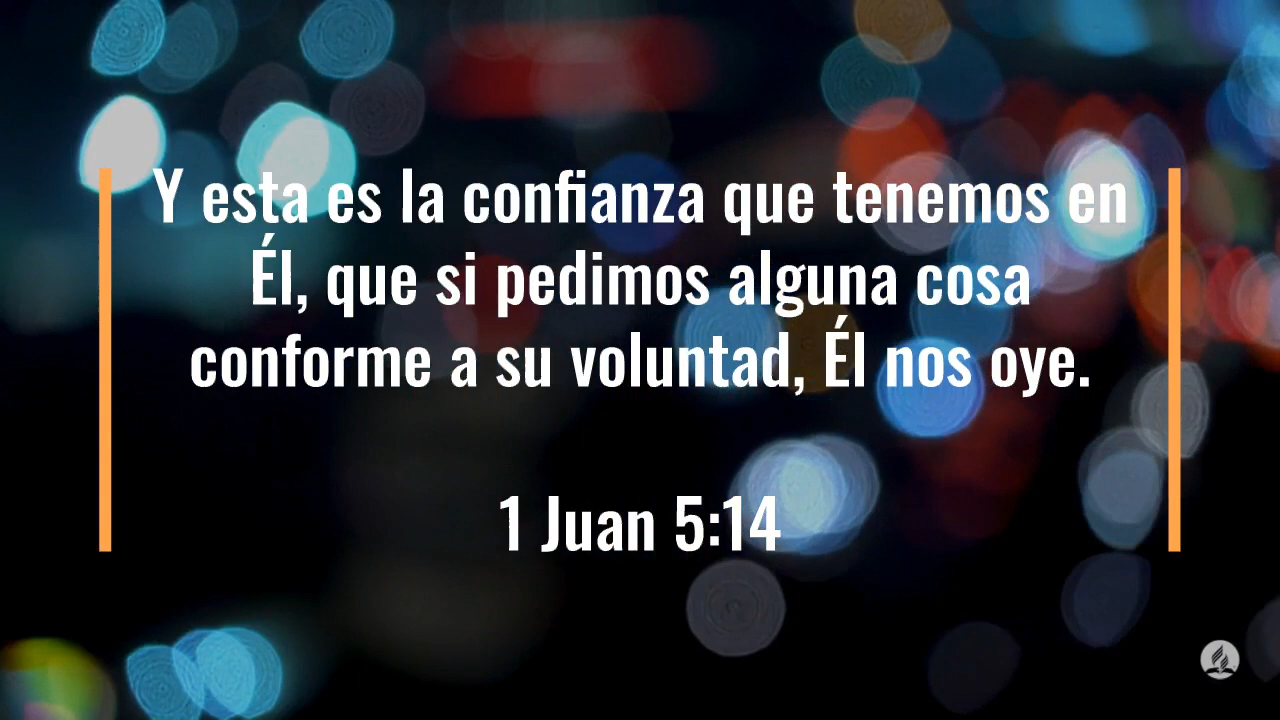 Y esta es la confianza que tenemos en
Él, que si pedimos alguna cosa
conforme a su voluntad, Él nos oye.
1 Juan 5:14